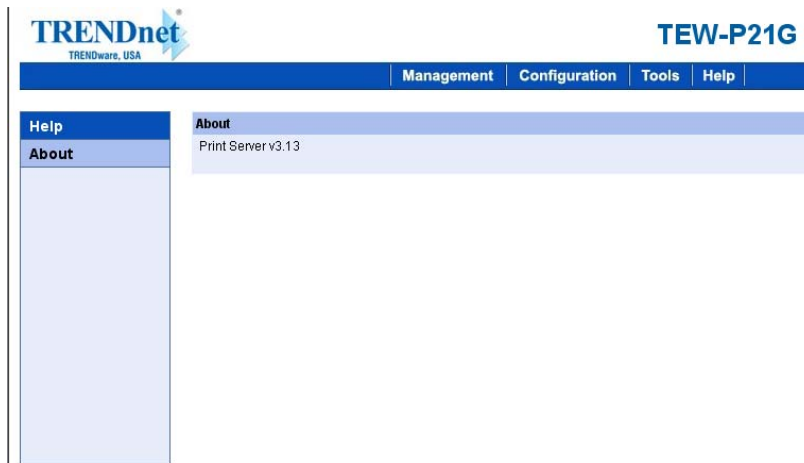 TRENDnet
TRENDware, USA
TEW-P21G
Management Configuration Tools Help
Help
About
About
Print Server v3.13